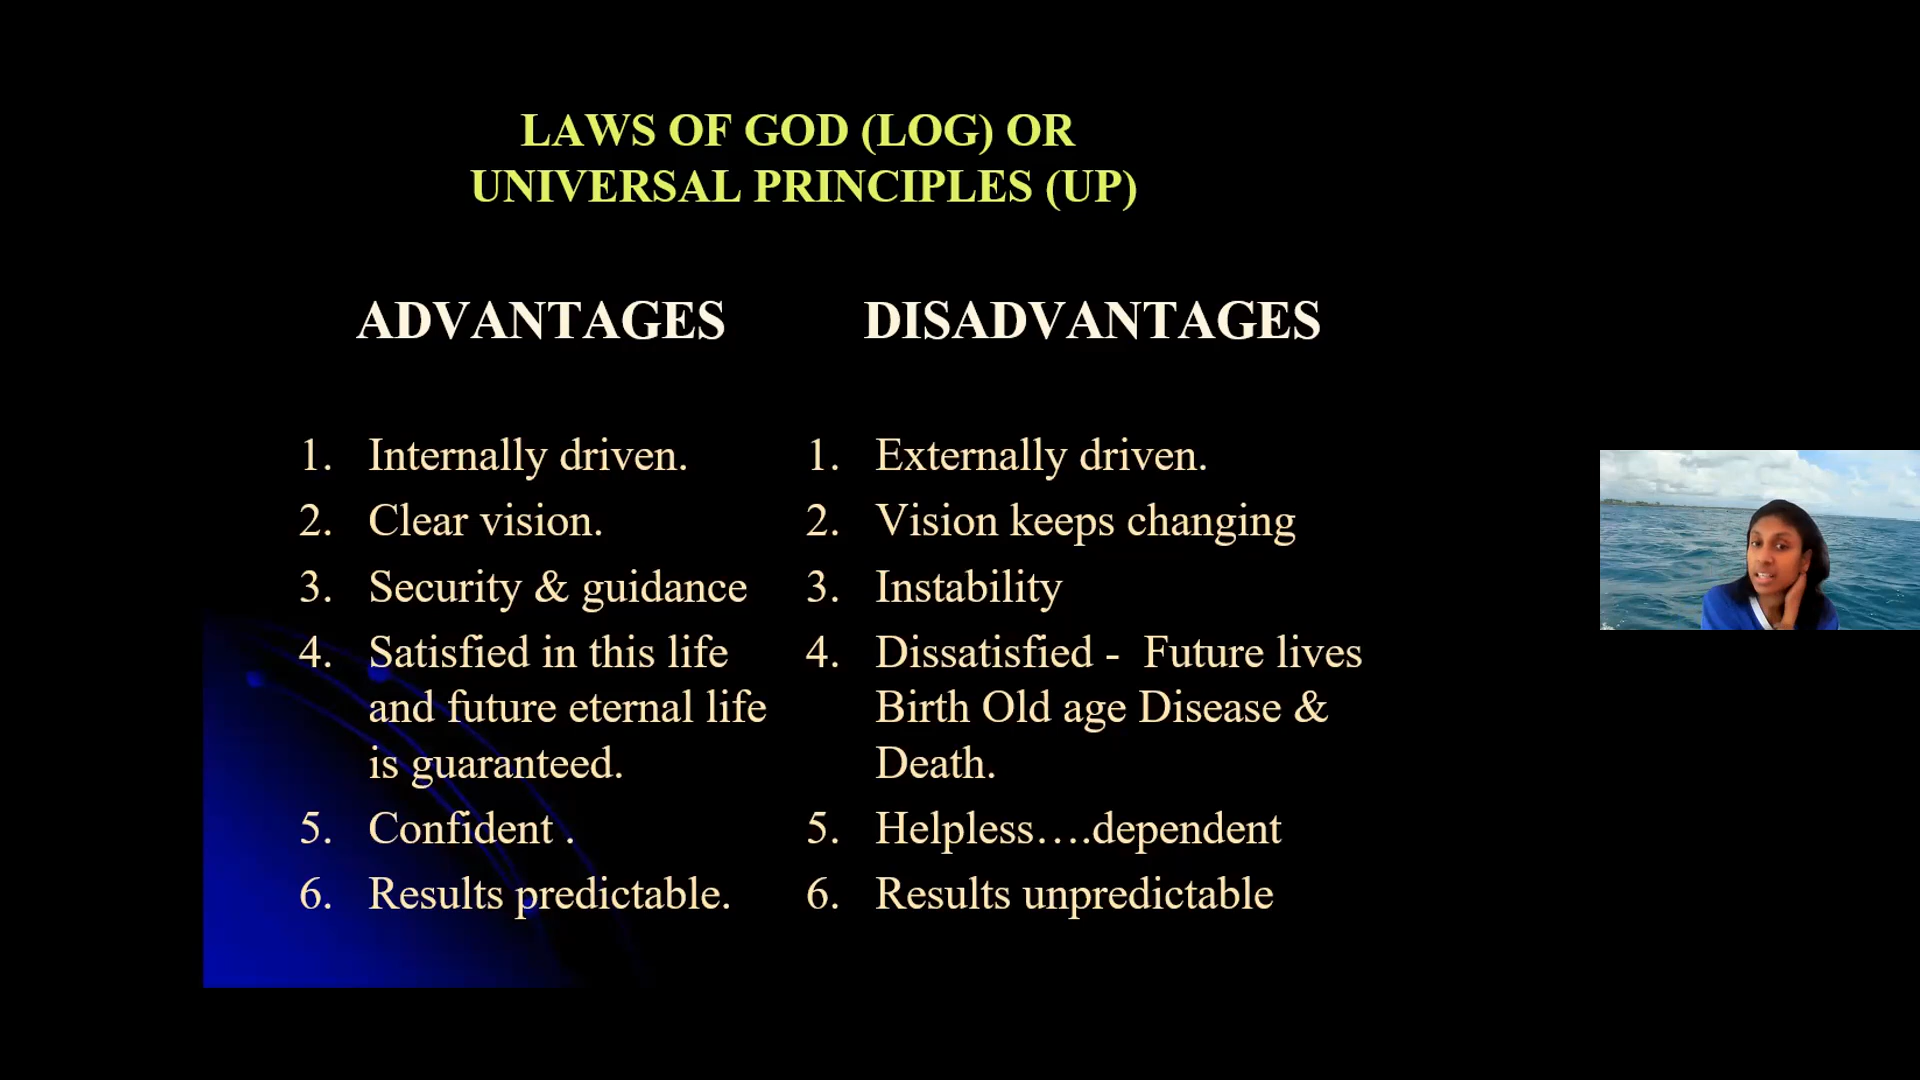 LAWS OF GOD (LOG) OR
UNIVERSAL PRINCIPLES (UP)
ADVANTAGES
1. Internally driven.
2. Clear vision.
3. Security & guidance
4. Satisfied in this life
and future eternal life
is guaranteed.
5. Confident .
6. Results predictable.
DISADVANTAGES
1. Externally driven.
2. Vision keeps changing
3. Instability
4. Dissatisfied - Future lives
Birth Old age Disease &
Death.
5. Helpless….dependent
6. Results unpredictable